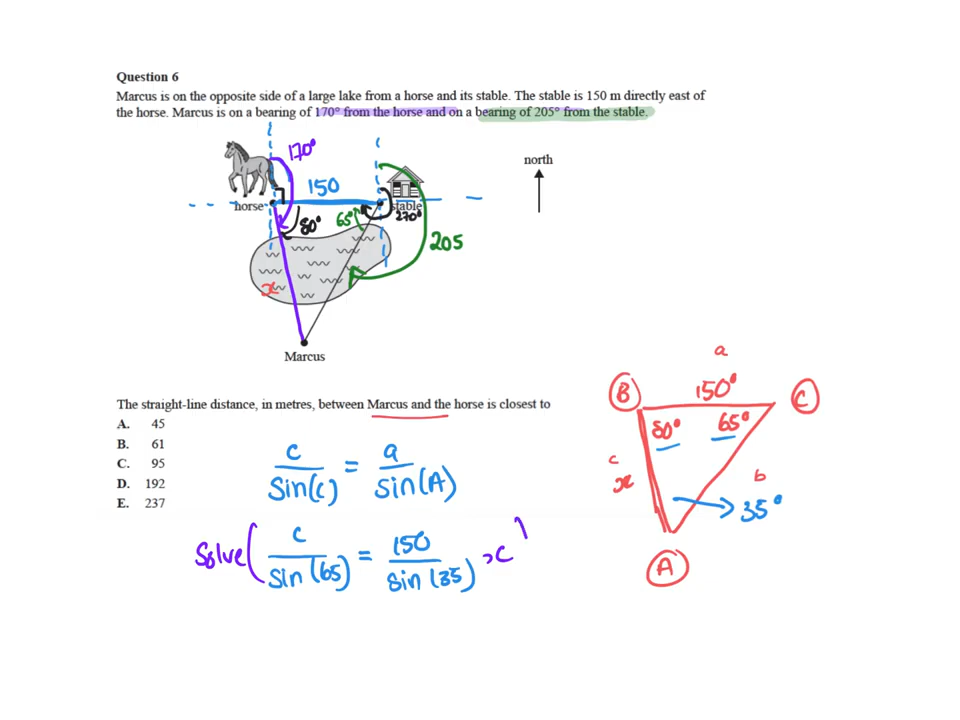 Question 6
Marcus is on the opposite side of a large lake from a horse and its stable. The stable is 150 m directly east of
the horse. Marcus is on a bearing of 170° from the horse and on a bearing of 205° from the stable.
170°
north
150
horse
stable
270°
80°
65°
205
x
Marcus
a
B
150°
C
80°
65°
c
x
b
35°
A
The straight-line distance, in metres, between Marcus and the horse is closest to
A. 45
B. 61
C. 95
D. 192
E. 237
c/sin(c) = a/sin(A)
Solve( c/sin(65) = 150/sin(35) ,c)